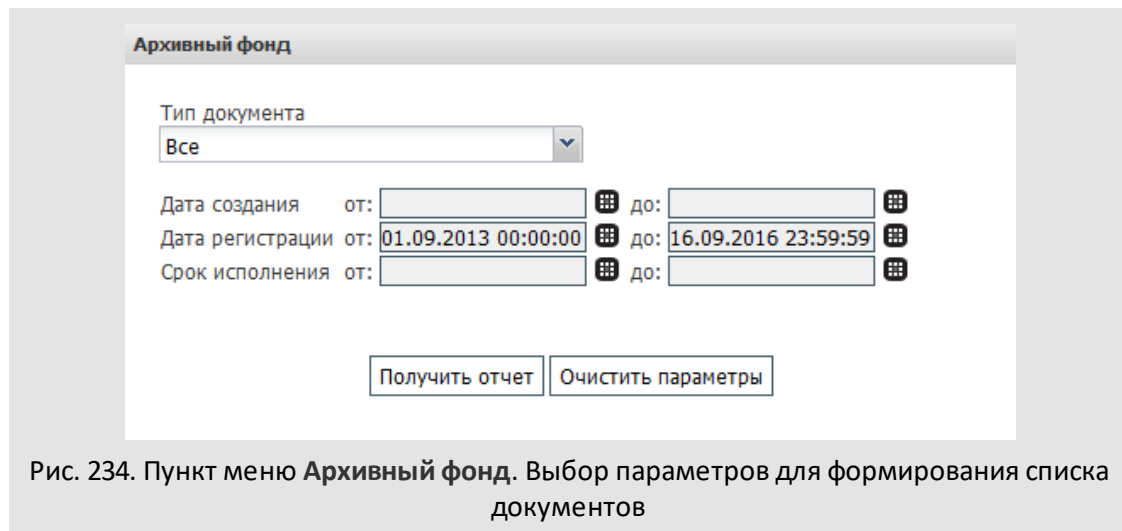 Архивный фонд
Тип документа
Все
Дата создания от: до:
Дата регистрации от: 01.09.2013 00:00:00 до: 16.09.2016 23:59:59
Срок исполнения от: до:
Получить отчет Очистить параметры
Рис. 234. Пункт меню Архивный фонд. Выбор параметров для формирования списка
документов